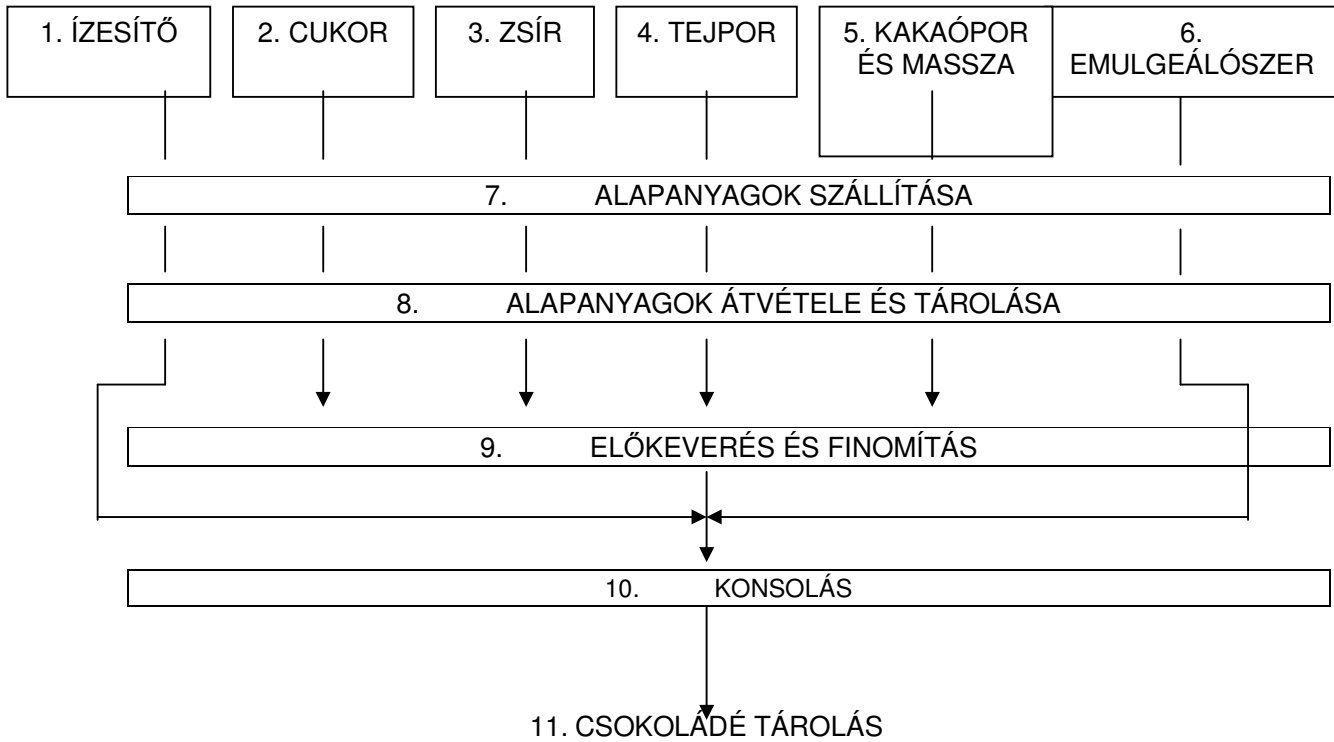 1. ÍZESÍTŐ
2. CUKOR
3. ZSÍR
4. TEJPOR
5. KAKAÓPOR
ÉS MASSZA
6.
EMULGEÁLÓSZER
7. ALAPANYAGOK SZÁLLÍTÁSA
8. ALAPANYAGOK ÁTVÉTELE ÉS TÁROLÁSA
9. ELŐKEVERÉS ÉS FINOMÍTÁS
10. KONSOLÁS
11. CSOKOLÁDÉ TÁROLÁS